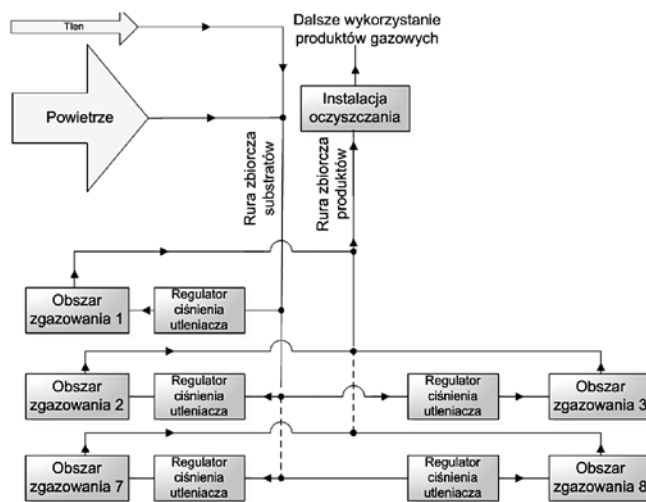 Tlen
Dalsze wykorzystanie
produktów gazowych
Powietrze
Instalacja
oczyszczania
Rura zbiorcza
substratów
Rura zbiorcza
produktów
Obszar
zgazowania 1
Regulator
ciśnienia
utleniacza
Obszar
zgazowania 2
Regulator
ciśnienia
utleniacza
Regulator
ciśnienia
utleniacza
Obszar
zgazowania 3
Obszar
zgazowania 7
Regulator
ciśnienia
utleniacza
Regulator
ciśnienia
utleniacza
Obszar
zgazowania 8